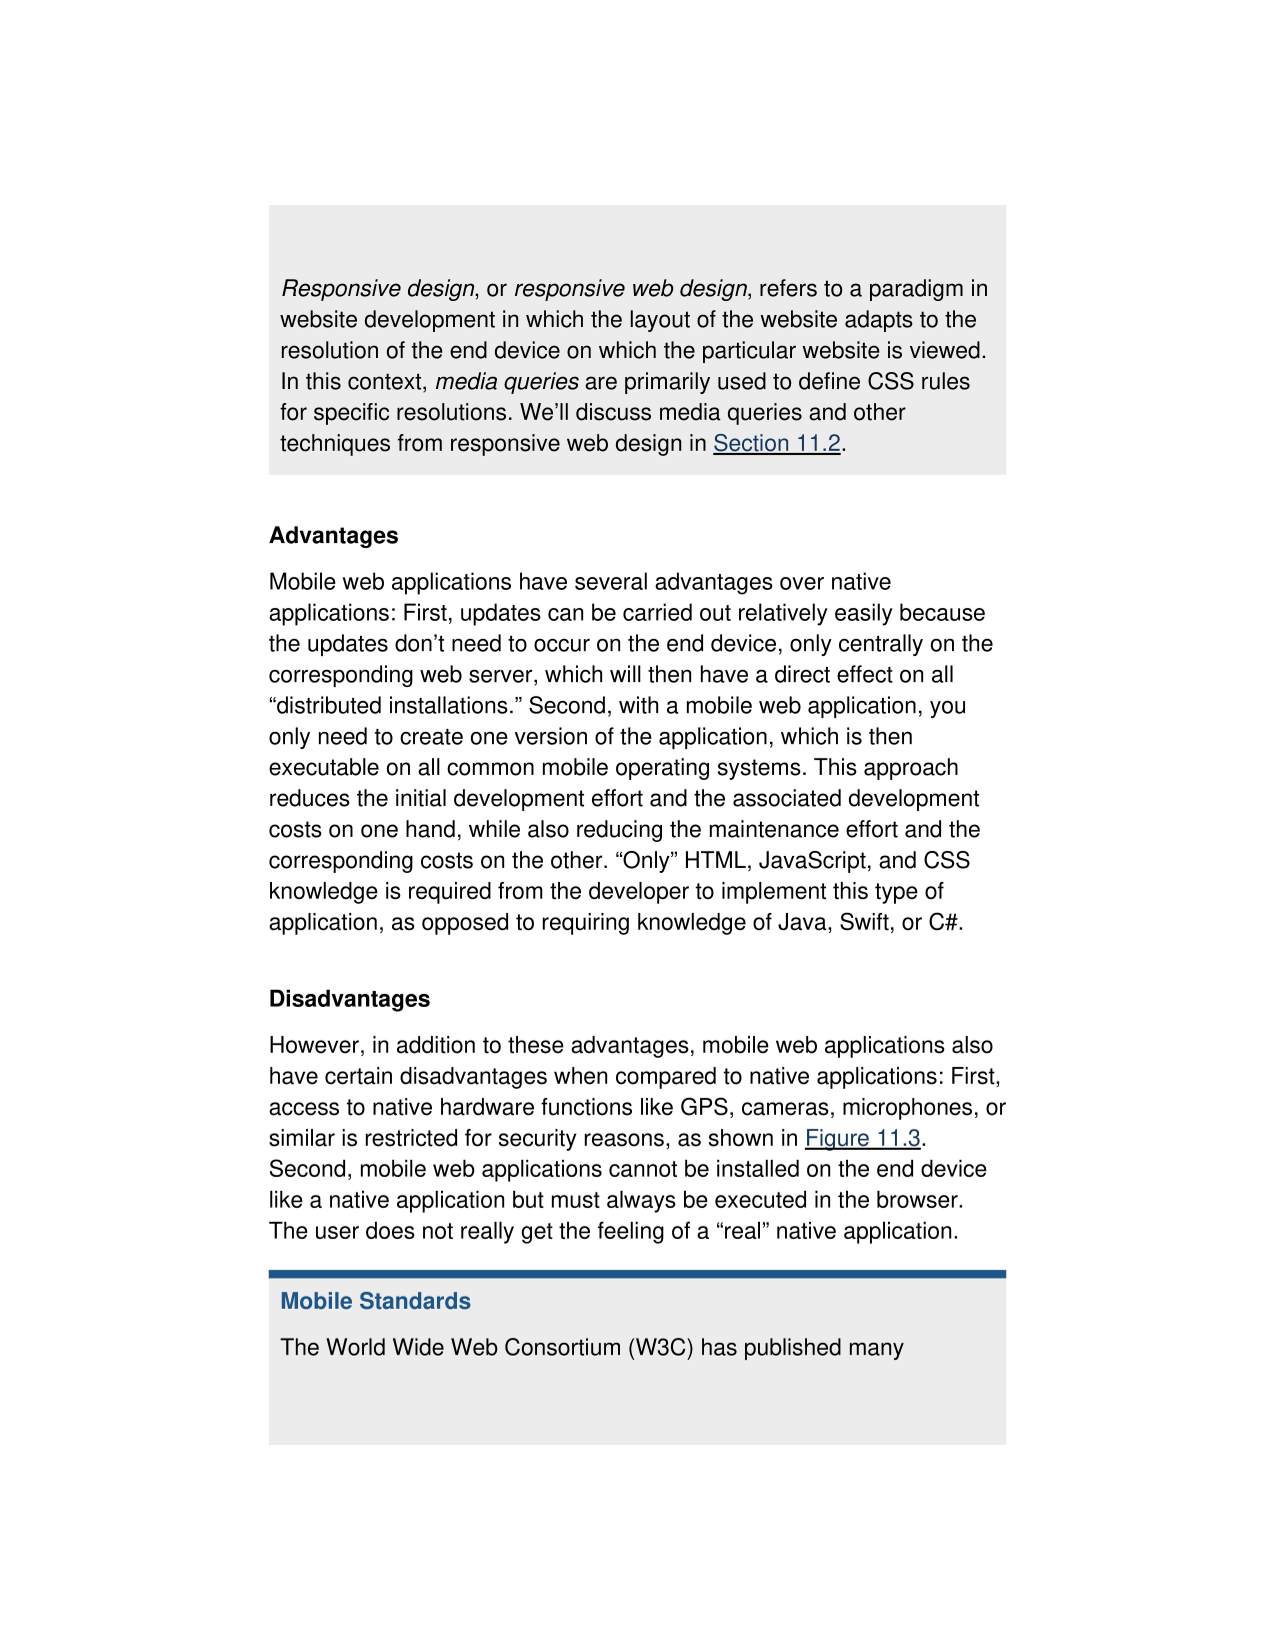 Responsive design, or responsive web design, refers to a paradigm in
website development in which the layout of the website adapts to the
resolution of the end device on which the particular website is viewed.
In this context, media queries are primarily used to define CSS rules
for specific resolutions. We’ll discuss media queries and other
techniques from responsive web design in Section 11.2.
Advantages
Mobile web applications have several advantages over native
applications: First, updates can be carried out relatively easily because
the updates don’t need to occur on the end device, only centrally on the
corresponding web server, which will then have a direct effect on all
“distributed installations.” Second, with a mobile web application, you
only need to create one version of the application, which is then
executable on all common mobile operating systems. This approach
reduces the initial development effort and the associated development
costs on one hand, while also reducing the maintenance effort and the
corresponding costs on the other. “Only” HTML, JavaScript, and CSS
knowledge is required from the developer to implement this type of
application, as opposed to requiring knowledge of Java, Swift, or C#.
Disadvantages
However, in addition to these advantages, mobile web applications also
have certain disadvantages when compared to native applications: First,
access to native hardware functions like GPS, cameras, microphones, or
similar is restricted for security reasons, as shown in Figure 11.3.
Second, mobile web applications cannot be installed on the end device
like a native application but must always be executed in the browser.
The user does not really get the feeling of a “real” native application.
Mobile Standards
The World Wide Web Consortium (W3C) has published many